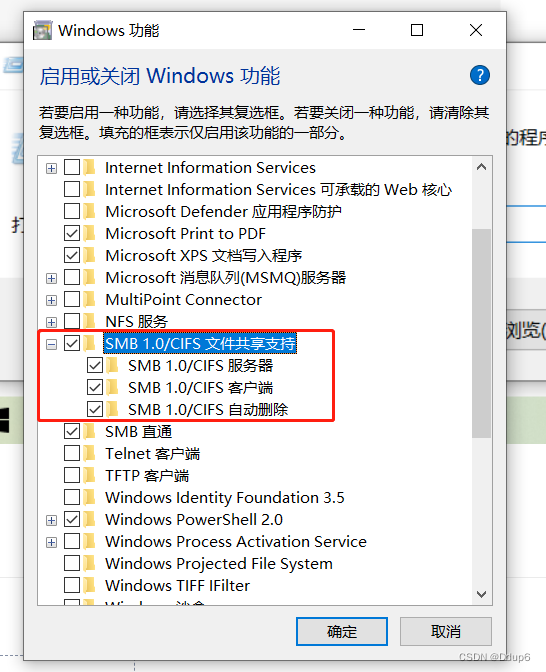 Windows 功能
启用或关闭 Windows 功能
?
若要启用一种功能，请选择其复选框。若要关闭一种功能，请清除其
复选框。填充的框表示仅启用该功能的一部分。
的程序
Internet Information Services
Internet Information Services 可承载的 Web 核心
Microsoft Defender 应用程序防护
打
Microsoft Print to PDF
Microsoft XPS 文档写入程序
Microsoft 消息队列(MSMQ)服务器
MultiPoint Connector
NFS 服务
浏览(
SMB 1.0/CIFS 文件共享支持
SMB 1.0/CIFS 服务器
SMB 1.0/CIFS 客户端
SMB 1.0/CIFS 自动删除
SMB 直通
Telnet 客户端
TFTP 客户端
Windows Identity Foundation 3.5
Windows PowerShell 2.0
Windows Process Activation Service
Windows Projected File System
Windows TIFF IFilter
Windows 沙盒
确定
取消
CSDN @Ddup6